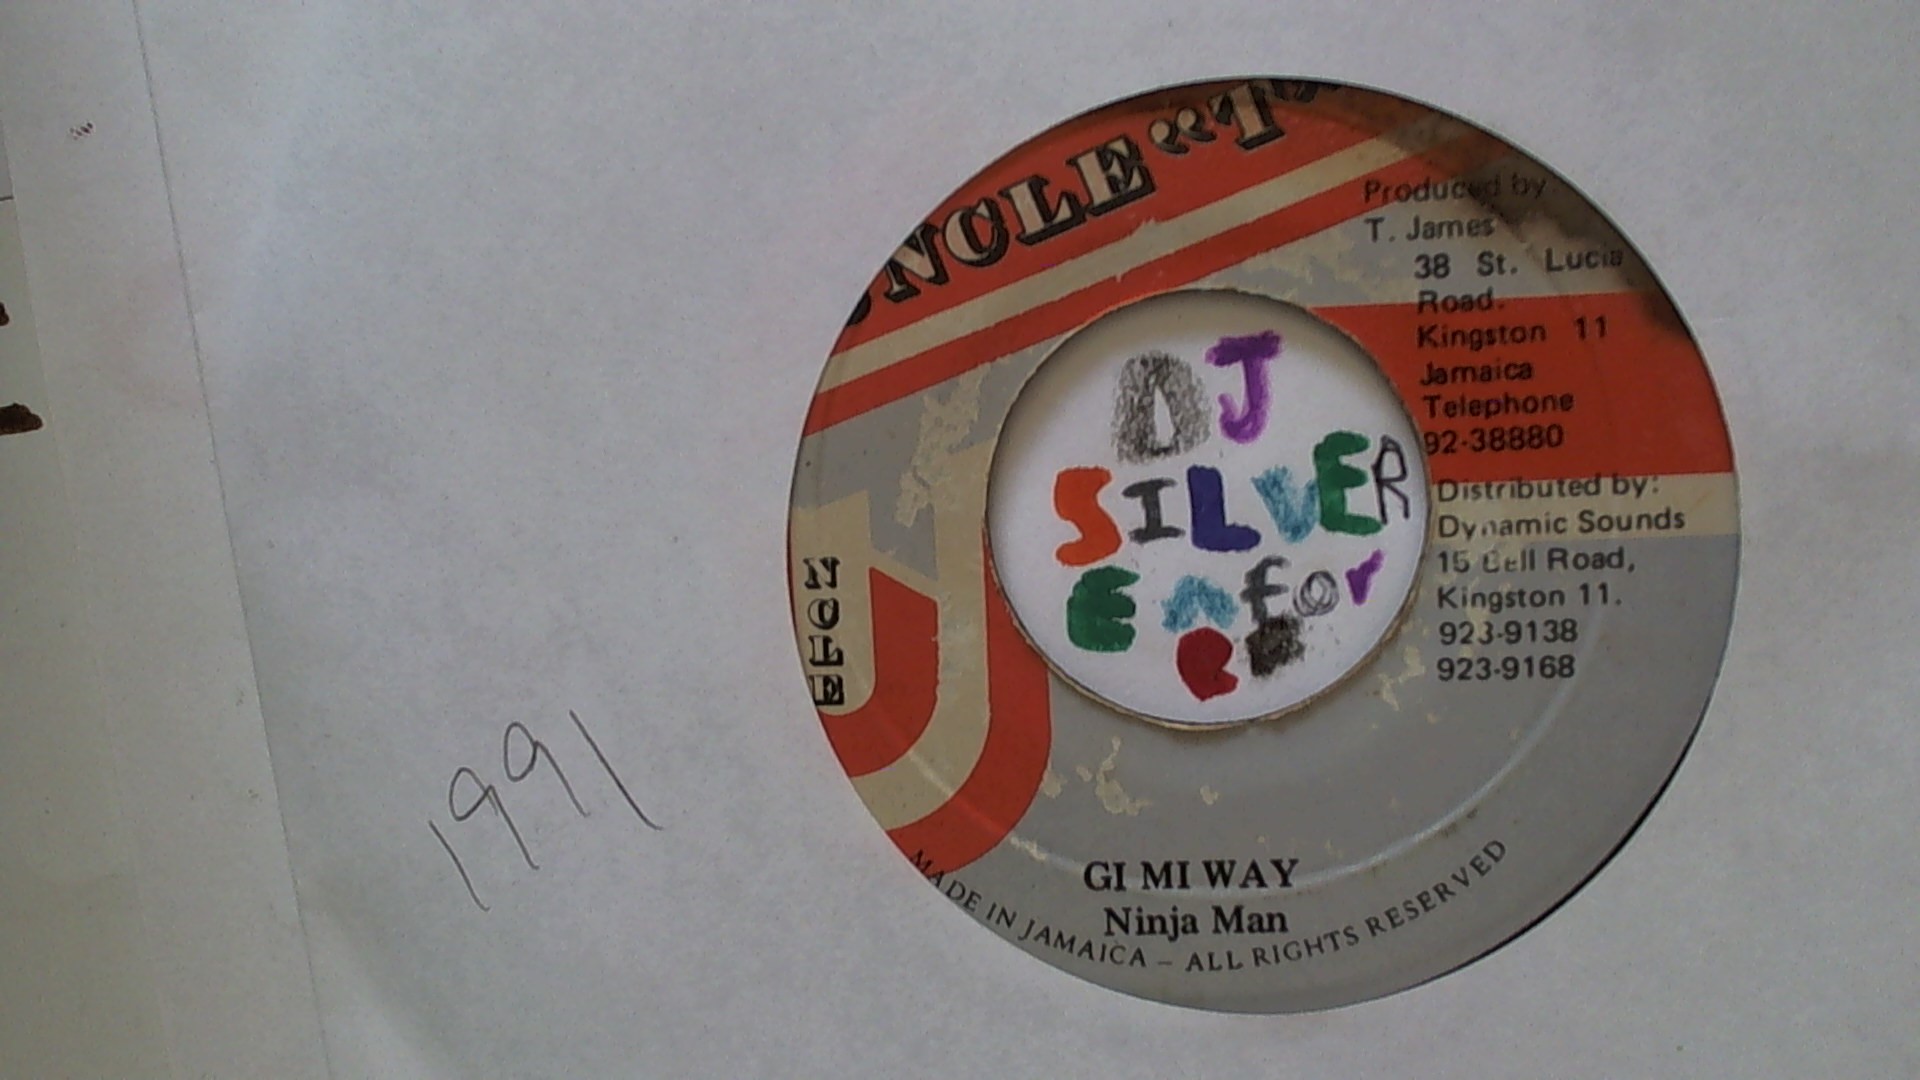 UNCLE "T"
Produced by
T. James
38 St. Lucia
Road.
Kingston 11
Jamaica
Telephone
92-38880
Distributed by:
Dynamic Sounds
15 Bell Road,
Kingston 11.
923-9138
923-9168
NCLE
DJ
SILVER
EnforCER
GI MI WAY
Ninja Man
MADE IN JAMAICA – ALL RIGHTS RESERVED
1991